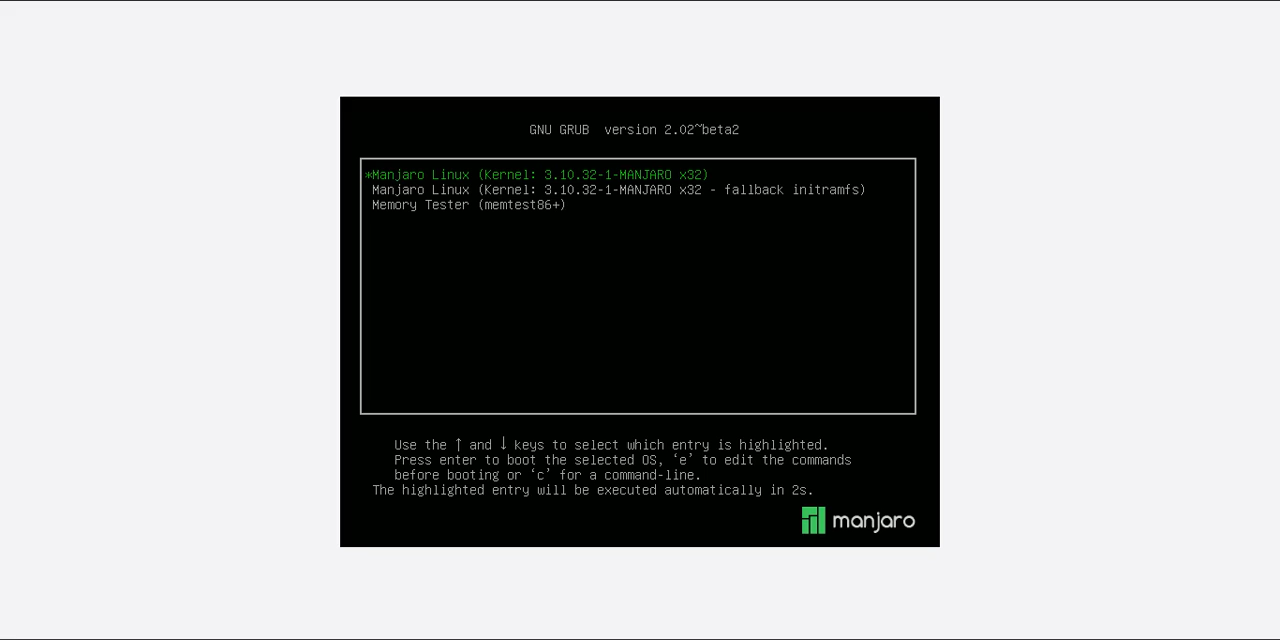 GNU GRUB  version 2.02~beta2
*Manjaro Linux (Kernel: 3.10.32-1-MANJARO x32)
Manjaro Linux (Kernel: 3.10.32-1-MANJARO x32 - fallback initramfs)
Memory Tester (memtest86+)
Use the ↑ and ↓ keys to select which entry is highlighted.
Press enter to boot the selected OS, ‘e’ to edit the commands
before booting or ‘c’ for a command-line.
The highlighted entry will be executed automatically in 2s.
manjaro